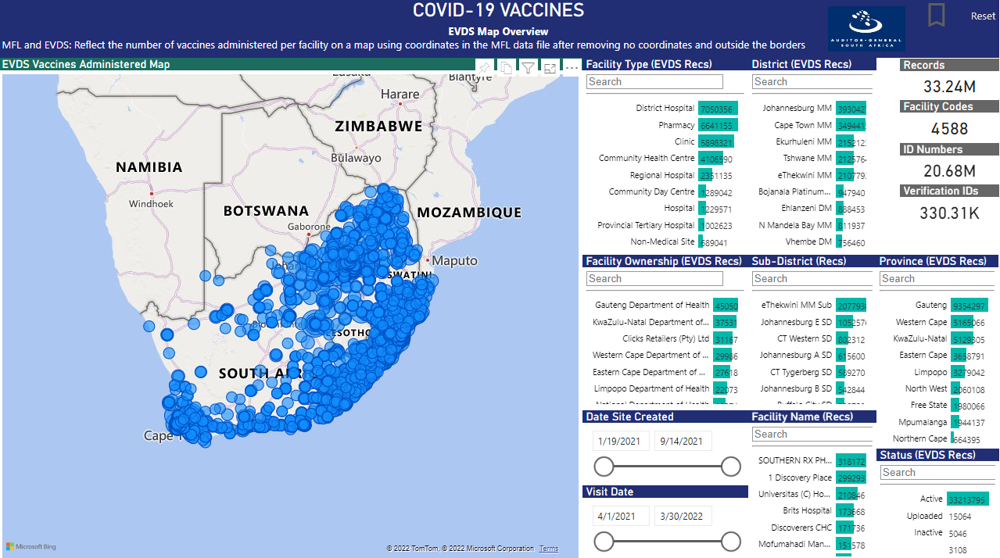 COVID-19 VACCINES
EVDS Map Overview
MFL and EVDS: Reflect the number of vaccines administered per facility on a map using coordinates in the MFL data file after removing no coordinates and outside the borders
AUDITOR-GENERAL
SOUTH AFRICA
Reset
EVDS Vaccines Administered Map
Harare
ZIMBABWE
Bulawayo
NAMIBIA
Windhoek
BOTSWANA
Gaborone
MOZAMBIQUE
Maputo
SOUTH AFR
Cape T
Microsoft Bing
© 2022 TomTom, © 2022 Microsoft Corporation Terms
Facility Type (EVDS Recs)
Search
District Hospital 7050356
Pharmacy 6641155
Clinic 5898321
Community Health Centre 4106590
Regional Hospital 2351135
Community Day Centre 1289042
Hospital 1229571
Provincial Tertiary Hospital 1002623
Non-Medical Site 689041
District (EVDS Recs)
Search
Johannesburg MM 393042
Cape Town MM 349441
Ekurhuleni MM 215212
Tshwane MM 212576
eThekwini MM 210779
Bojanala Platinum... 947940
Ehlanzeni DM 838453
N Mandela Bay MM 811937
Vhembe DM 756460
Records
33.24M
Facility Codes
4588
ID Numbers
20.68M
Verification IDs
330.31K
Facility Ownership (EVDS Recs)
Search
Gauteng Department of Health 45050
KwaZulu-Natal Department of... 37531
Clicks Retailers (Pty) Ltd 31167
Western Cape Department of ... 29986
Eastern Cape Department of ... 27618
Limpopo Department of Health 22073
Sub-District (Recs)
Search
eThekwini MM Sub 207793
Johannesburg E SD 105257
CT Western SD 802312
Johannesburg A SD 615600
CT Tygerberg SD 589270
Johannesburg B SD 542844
Province (EVDS Recs)
Search
Gauteng 9354297
Western Cape 5165066
KwaZulu-Natal 5129305
Eastern Cape 3658791
Limpopo 3279042
North West 2060108
Free State 1980066
Mpumalanga 1944137
Northern Cape 664395
Date Site Created
1/19/2021 9/14/2021
Visit Date
4/1/2021 3/30/2022
Facility Name (Recs)
Search
SOUTHERN RX PH... 318172
1 Discovery Place 299293
Universitas (C) Ho... 210846
Brits Hospital 173668
Discoverers CHC 171736
Mofumahadi Man... 151578
Status (EVDS Recs)
Search
Active 33213795
Uploaded 15064
Inactive 5046
3108